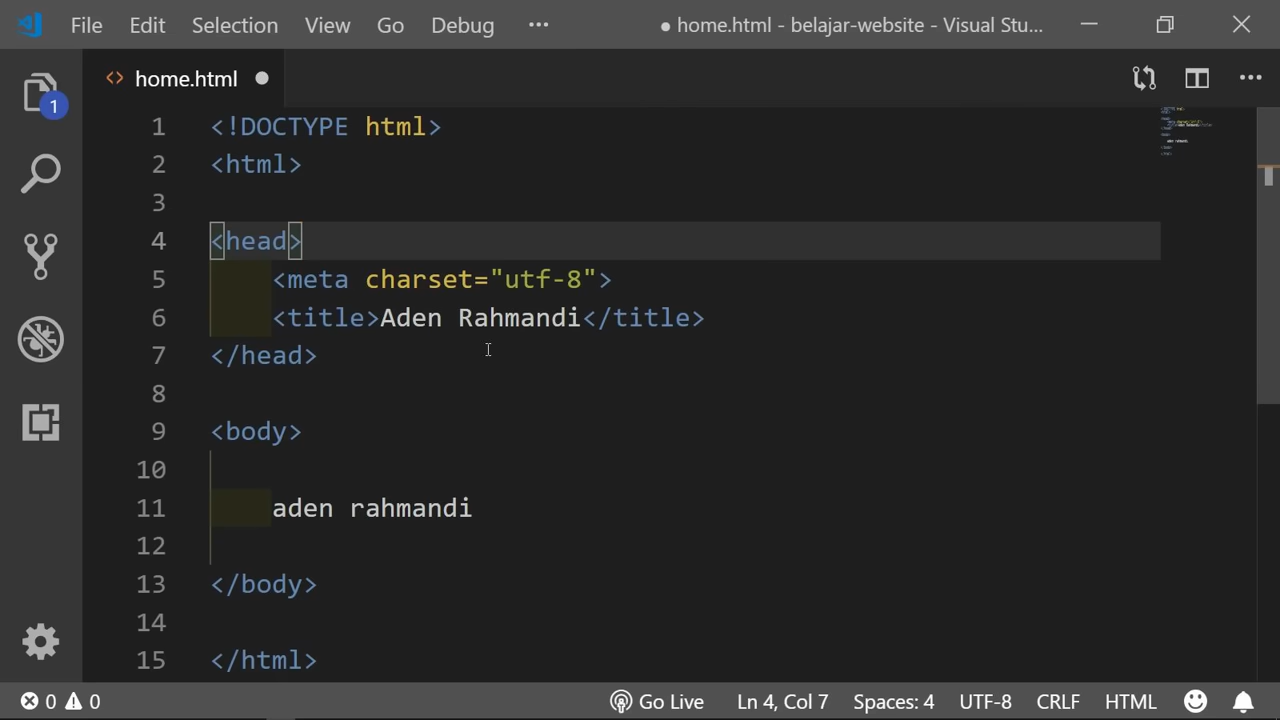 File Edit Selection View Go Debug ··· ● home.html - belajar-website - Visual Stu...
<> home.html ●
1 <!DOCTYPE html>
2 <html>
3
4 <head>
5     <meta charset="utf-8">
6     <title>Aden Rahmandi</title>
7 </head>
8
9 <body>
10
11     aden rahmandi
12
13 </body>
14
15 </html>
1
0 0 Go Live Ln 4, Col 7 Spaces: 4 UTF-8 CRLF HTML